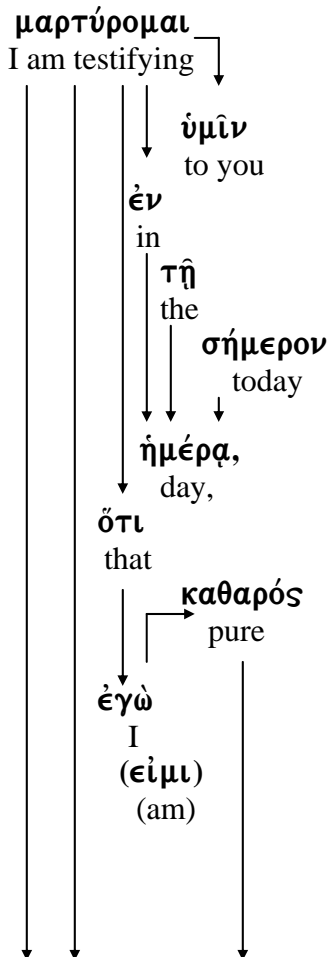 μαρτύρομαι
I am testifying
ὑμῖν
to you
ἐν
in
τῇ
the
σήμερον
today
ἡμέρᾳ,
day,
ὅτι
that
καθαρός
pure
ἐγὼ
I
(εἰμι)
(am)